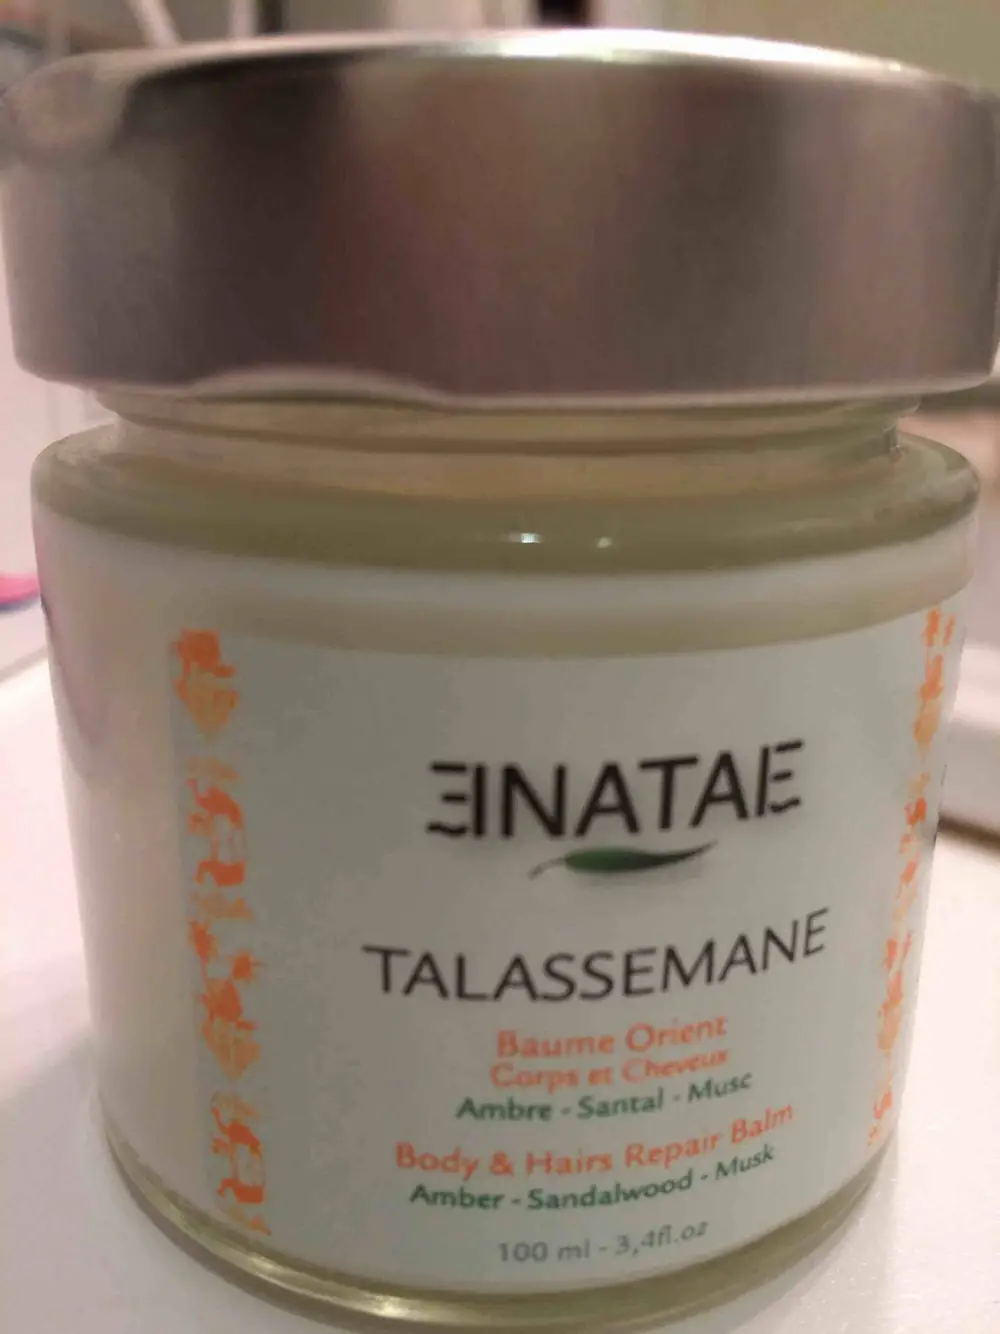 ENATAE
TALASSEMANE
Baume Orient
Corps et Cheveux
Ambre - Santal - Musc
Body & Hairs Repair Balm
Amber - Sandalwood - Musk
100 ml - 3,4fl.oz